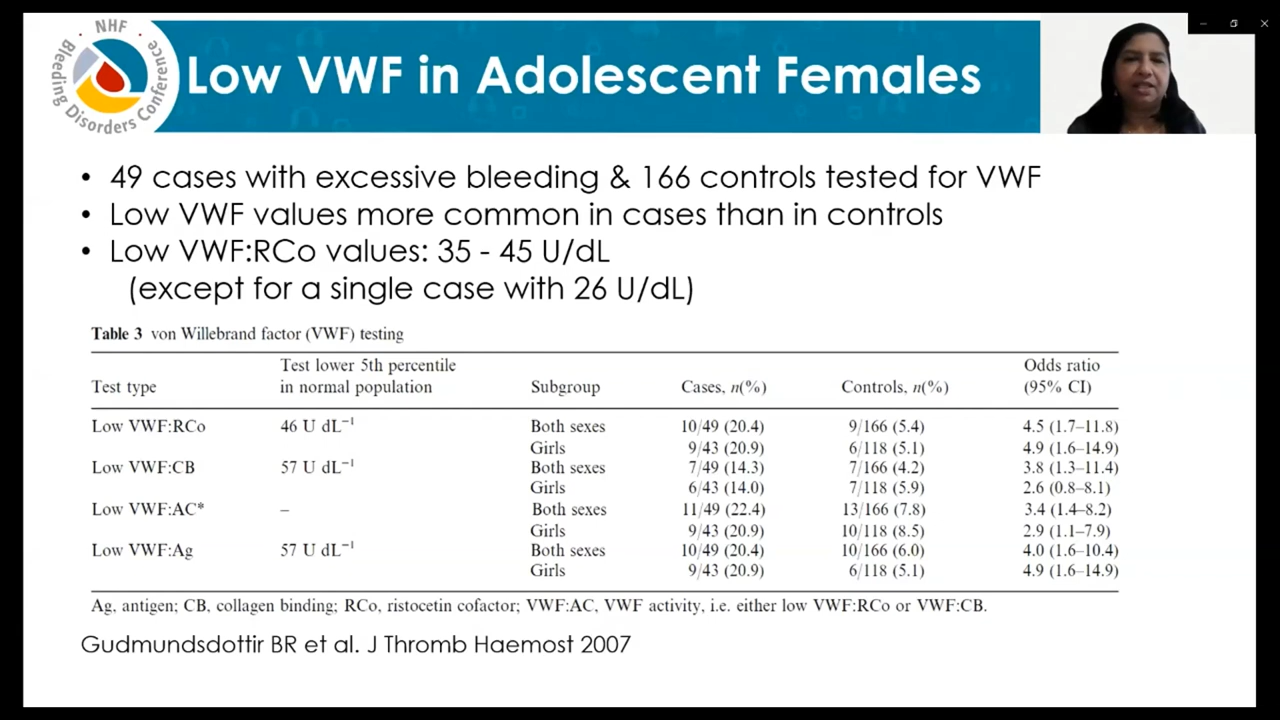 NHF
Bleeding Disorders Conference
Low VWF in Adolescent Females
• 49 cases with excessive bleeding & 166 controls tested for VWF
• Low VWF values more common in cases than in controls
• Low VWF:RCo values: 35 - 45 U/dL
(except for a single case with 26 U/dL)
Table 3 von Willebrand factor (VWF) testing
Test type Test lower 5th percentile in normal population Subgroup Cases, n(%) Controls, n(%) Odds ratio (95% CI)
Low VWF:RCo 46 U dL⁻¹ Both sexes 10/49 (20.4) 9/166 (5.4) 4.5 (1.7–11.8)
Girls 9/43 (20.9) 6/118 (5.1) 4.9 (1.6–14.9)
Low VWF:CB 57 U dL⁻¹ Both sexes 7/49 (14.3) 7/166 (4.2) 3.8 (1.3–11.4)
Girls 6/43 (14.0) 7/118 (5.9) 2.6 (0.8–8.1)
Low VWF:AC* – Both sexes 11/49 (22.4) 13/166 (7.8) 3.4 (1.4–8.2)
Girls 9/43 (20.9) 10/118 (8.5) 2.9 (1.1–7.9)
Low VWF:Ag 57 U dL⁻¹ Both sexes 10/49 (20.4) 10/166 (6.0) 4.0 (1.6–10.4)
Girls 9/43 (20.9) 6/118 (5.1) 4.9 (1.6–14.9)
Ag, antigen; CB, collagen binding; RCo, ristocetin cofactor; VWF:AC, VWF activity, i.e. either low VWF:RCo or VWF:CB.
Gudmundsdottir BR et al. J Thromb Haemost 2007